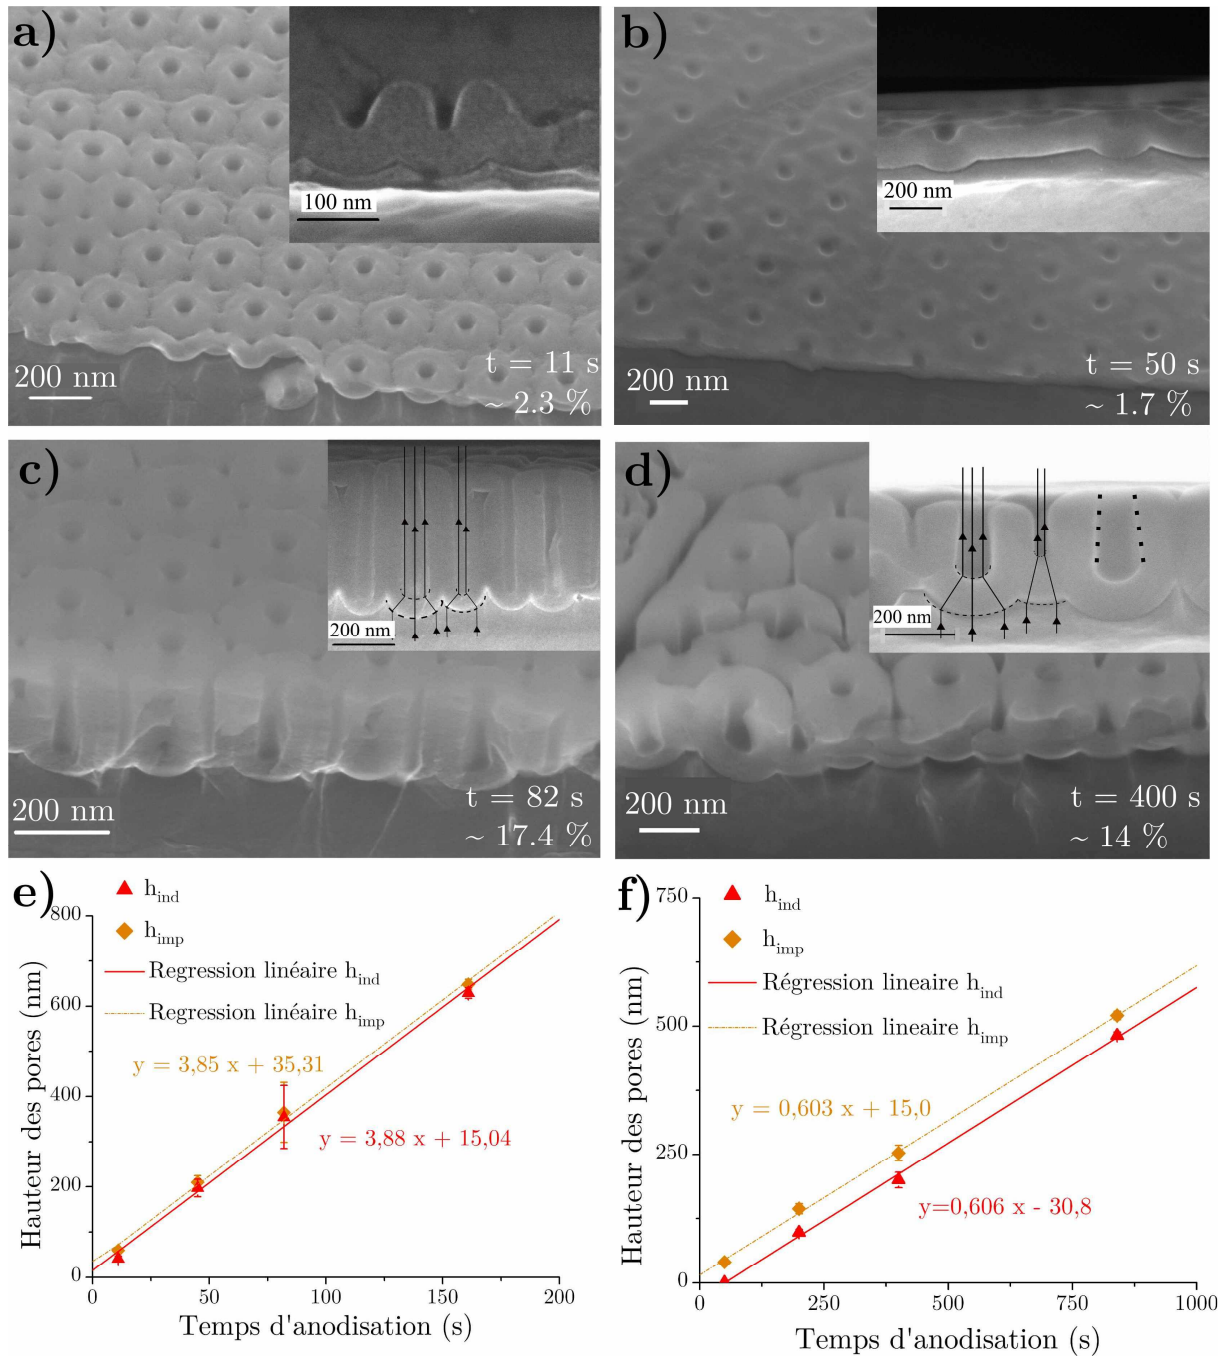 a)
100 nm
200 nm
t = 11 s
~ 2.3 %
b)
200 nm
200 nm
t = 50 s
~ 1.7 %
c)
200 nm
200 nm
t = 82 s
~ 17.4 %
d)
200 nm
200 nm
t = 400 s
~ 14 %
e)
h_ind
h_imp
Regression linéaire h_ind
Regression linéaire h_imp
y = 3,85 x + 35,31
y = 3,88 x + 15,04
Hauteur des pores (nm)
800
600
400
200
0
0 50 100 150 200
Temps d'anodisation (s)
f)
h_ind
h_imp
Régression lineaire h_ind
Régression lineaire h_imp
y = 0,603 x + 15,0
y=0,606 x - 30,8
Hauteur des pores (nm)
750
500
250
0
0 250 500 750 1000
Temps d'anodisation (s)